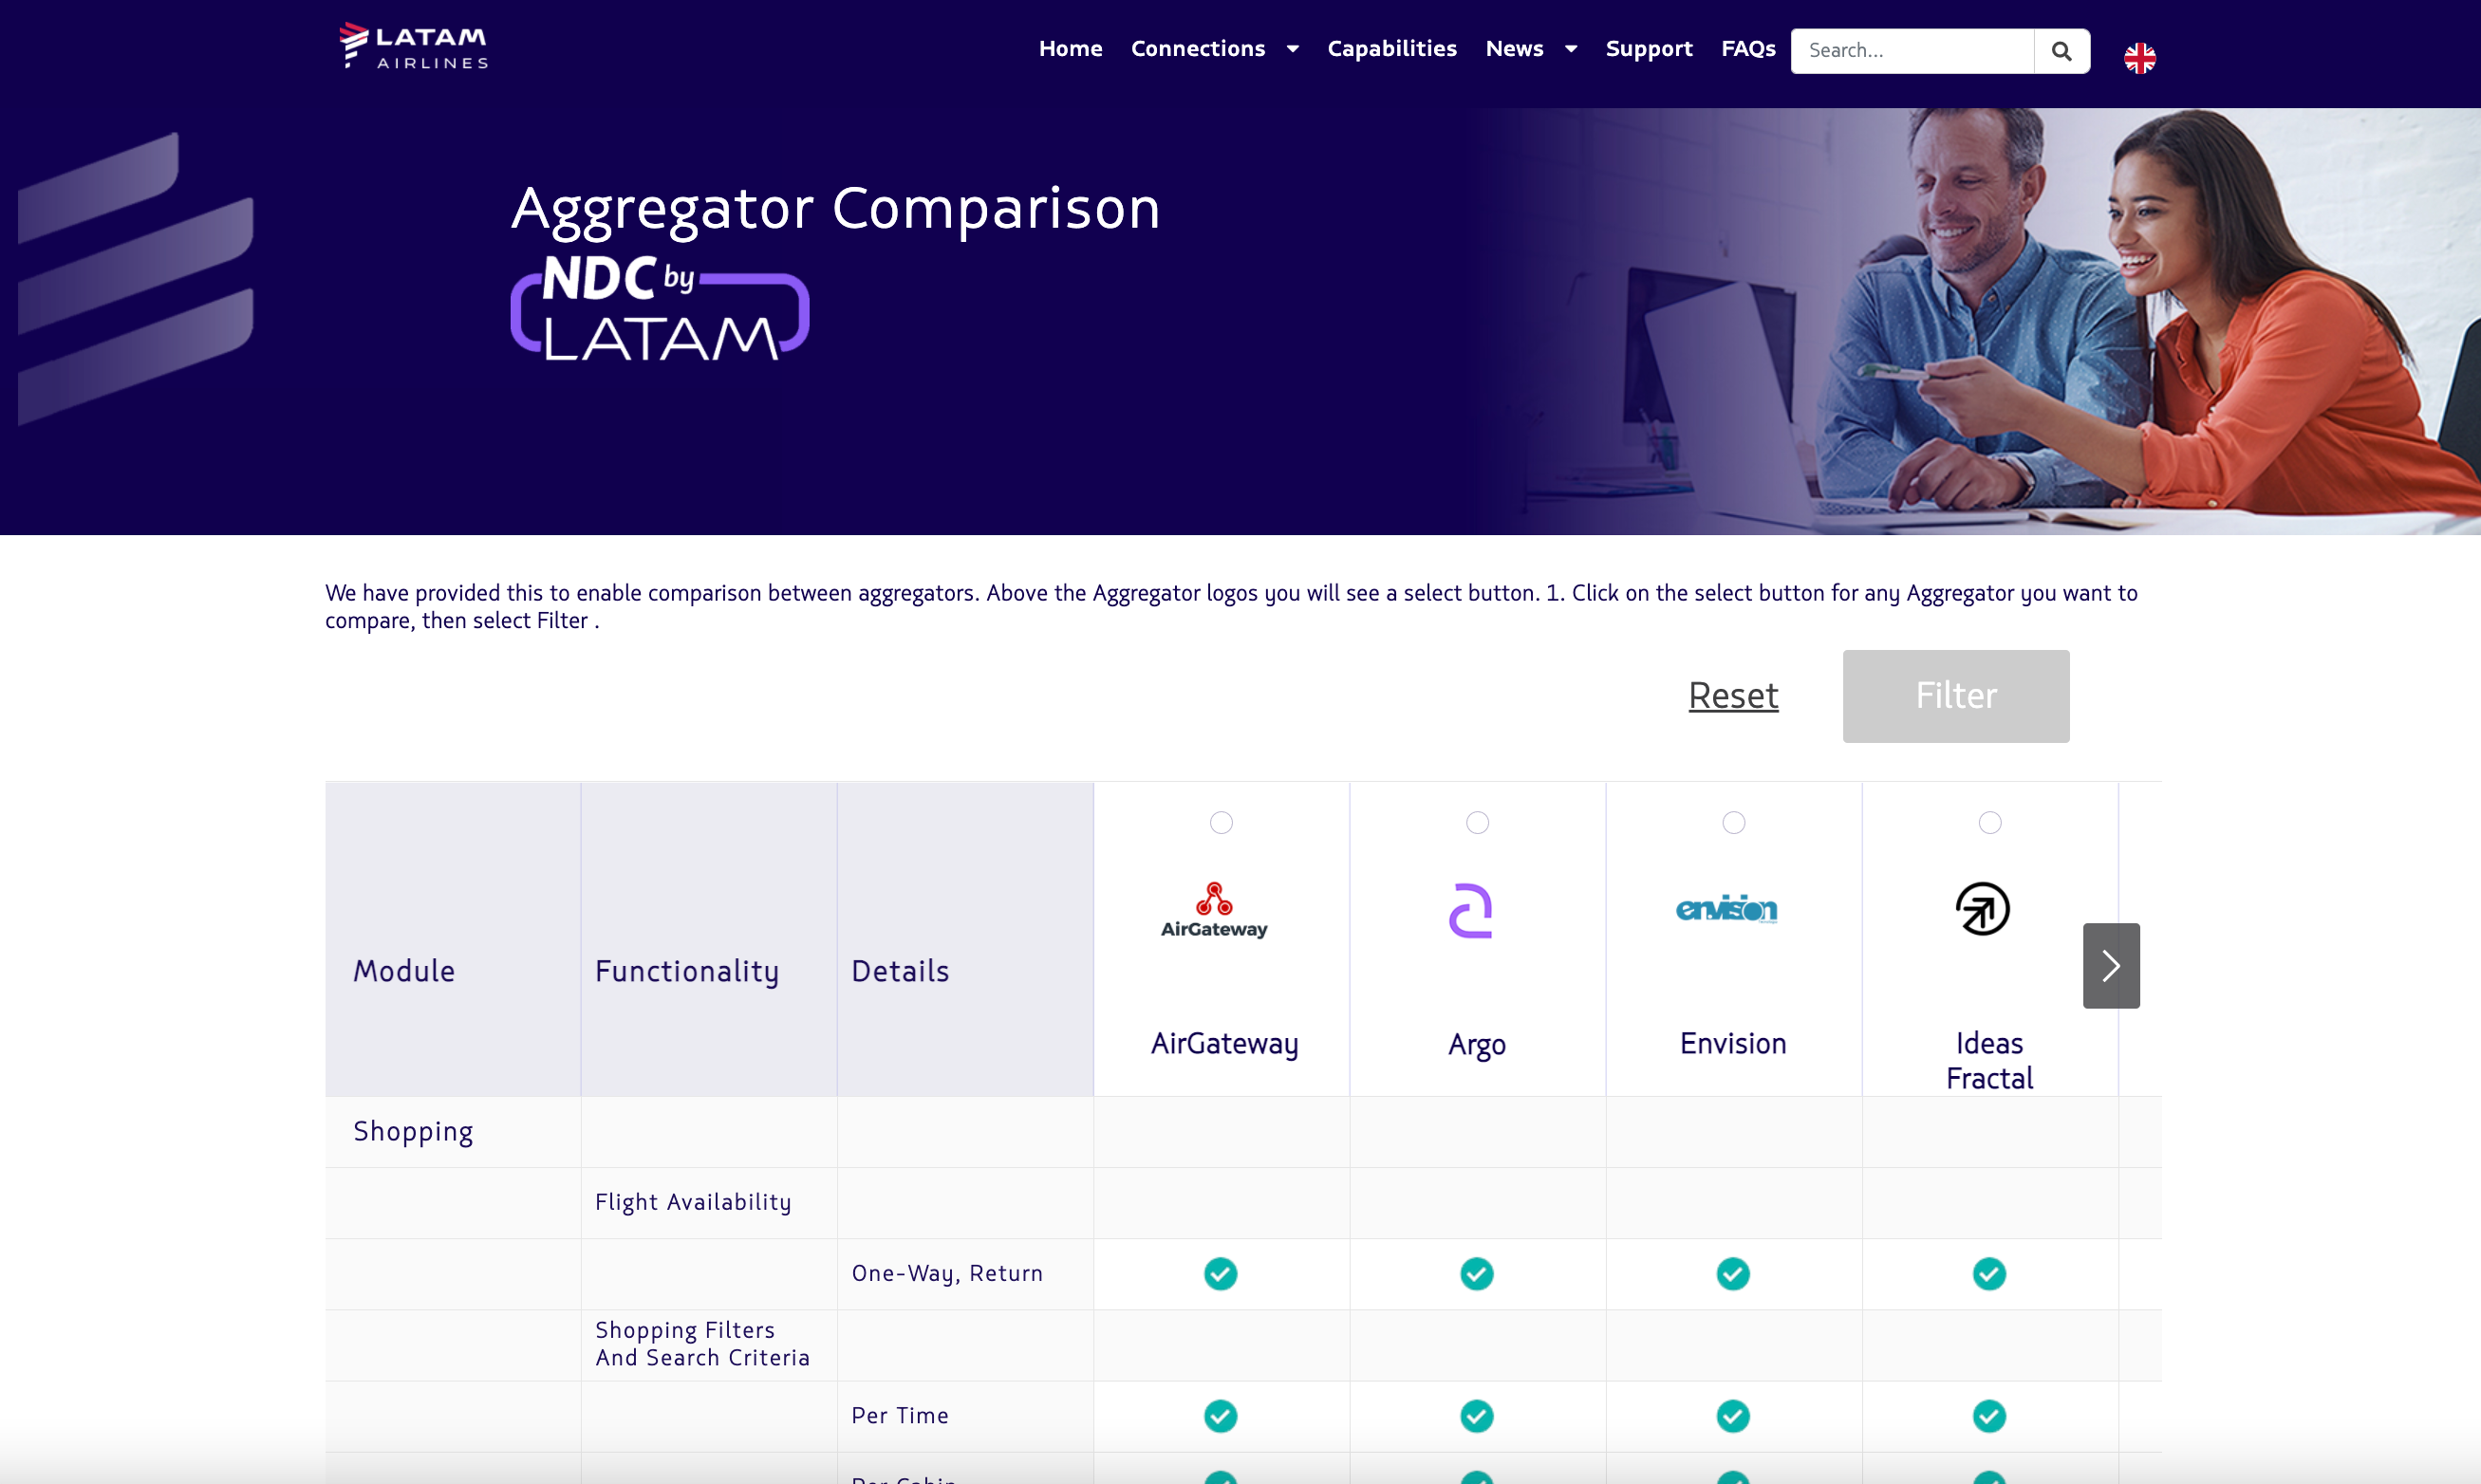 LATAM
AIRLINES
Home Connections Capabilities News Support FAQs Search...
Aggregator Comparison
NDC by
LATAM
We have provided this to enable comparison between aggregators. Above the Aggregator logos you will see a select button. 1. Click on the select button for any Aggregator you want to
compare, then select Filter .
Reset Filter
Module Functionality Details
AirGateway
envision
AirGateway Argo Envision Ideas
Fractal
Shopping
Flight Availability
One-Way, Return
Shopping Filters
And Search Criteria
Per Time
Per Cabin